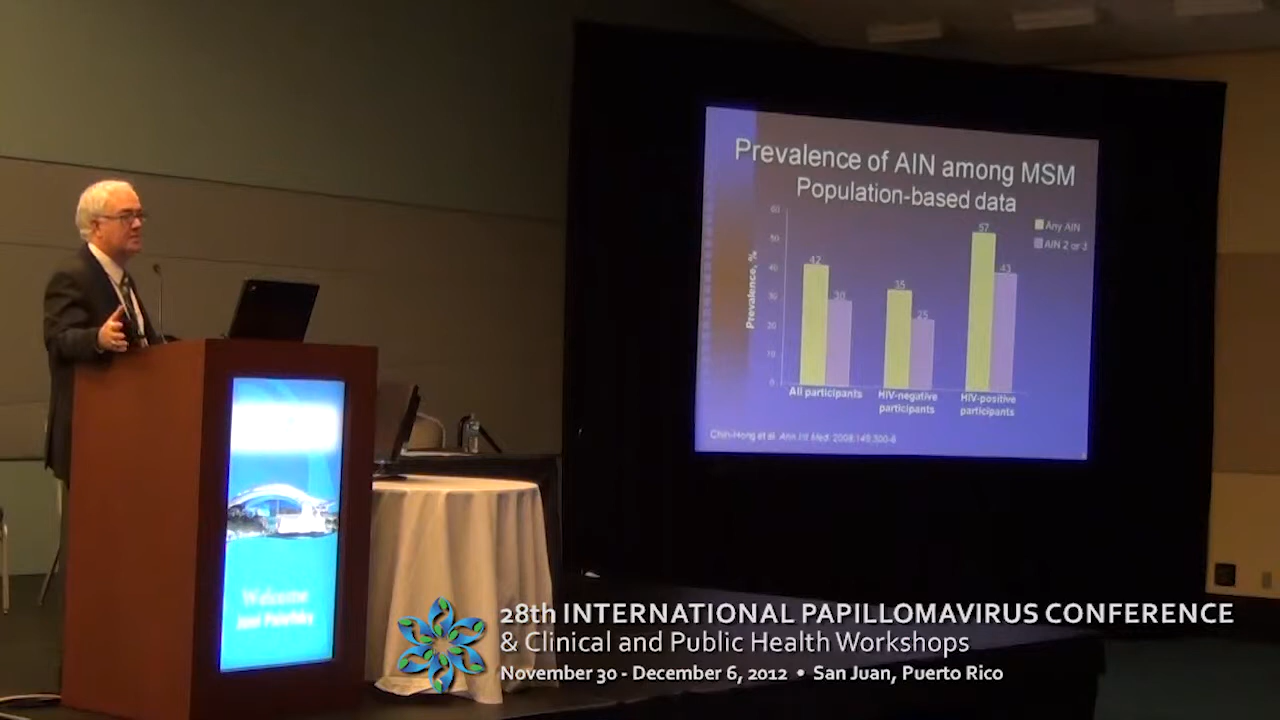 Prevalence of AIN among MSM
Population-based data
Any AIN
AIN 2 or 3
Prevalence, %
60
50
40
30
20
10
0
42
30
35
25
57
43
All participants
HIV-negative
participants
HIV-positive
participants
Chin-Hong et al. Ann Int Med. 2008;149:300-6
Welcome
Joel Palefsky
28th INTERNATIONAL PAPILLOMAVIRUS CONFERENCE
& Clinical and Public Health Workshops
November 30 - December 6, 2012 • San Juan, Puerto Rico